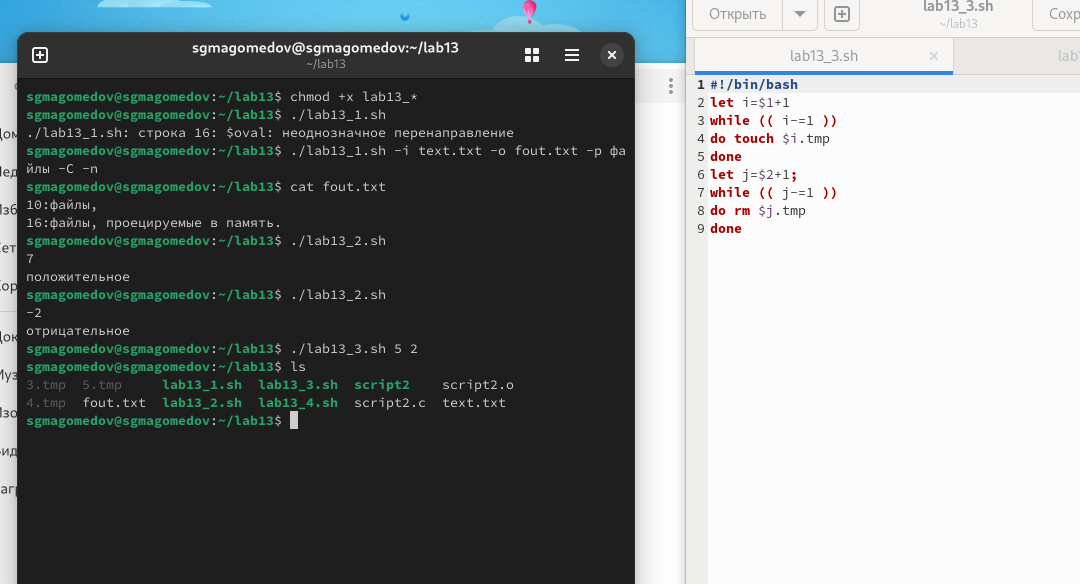 sgmagomedov@sgmagomedov:~/lab13
~/lab13
sgmagomedov@sgmagomedov:~/lab13$ chmod +x lab13_*
sgmagomedov@sgmagomedov:~/lab13$ ./lab13_1.sh
./lab13_1.sh: строка 16: $oval: неоднозначное перенаправление
sgmagomedov@sgmagomedov:~/lab13$ ./lab13_1.sh -i text.txt -o fout.txt -p фа
йлы -C -n
sgmagomedov@sgmagomedov:~/lab13$ cat fout.txt
10:файлы,
16:файлы, проецируемые в память.
sgmagomedov@sgmagomedov:~/lab13$ ./lab13_2.sh
7
положительное
sgmagomedov@sgmagomedov:~/lab13$ ./lab13_2.sh
-2
отрицательное
sgmagomedov@sgmagomedov:~/lab13$ ./lab13_3.sh 5 2
sgmagomedov@sgmagomedov:~/lab13$ ls
3.tmp 5.tmp lab13_1.sh lab13_3.sh script2 script2.o
4.tmp fout.txt lab13_2.sh lab13_4.sh script2.c text.txt
sgmagomedov@sgmagomedov:~/lab13$
Открыть
lab13_3.sh
~/lab13
Сохр
lab13_3.sh
lab1
1 #!/bin/bash
2 let i=$1+1
3 while (( i-=1 ))
4 do touch $i.tmp
5 done
6 let j=$2+1;
7 while (( j-=1 ))
8 do rm $j.tmp
9 done